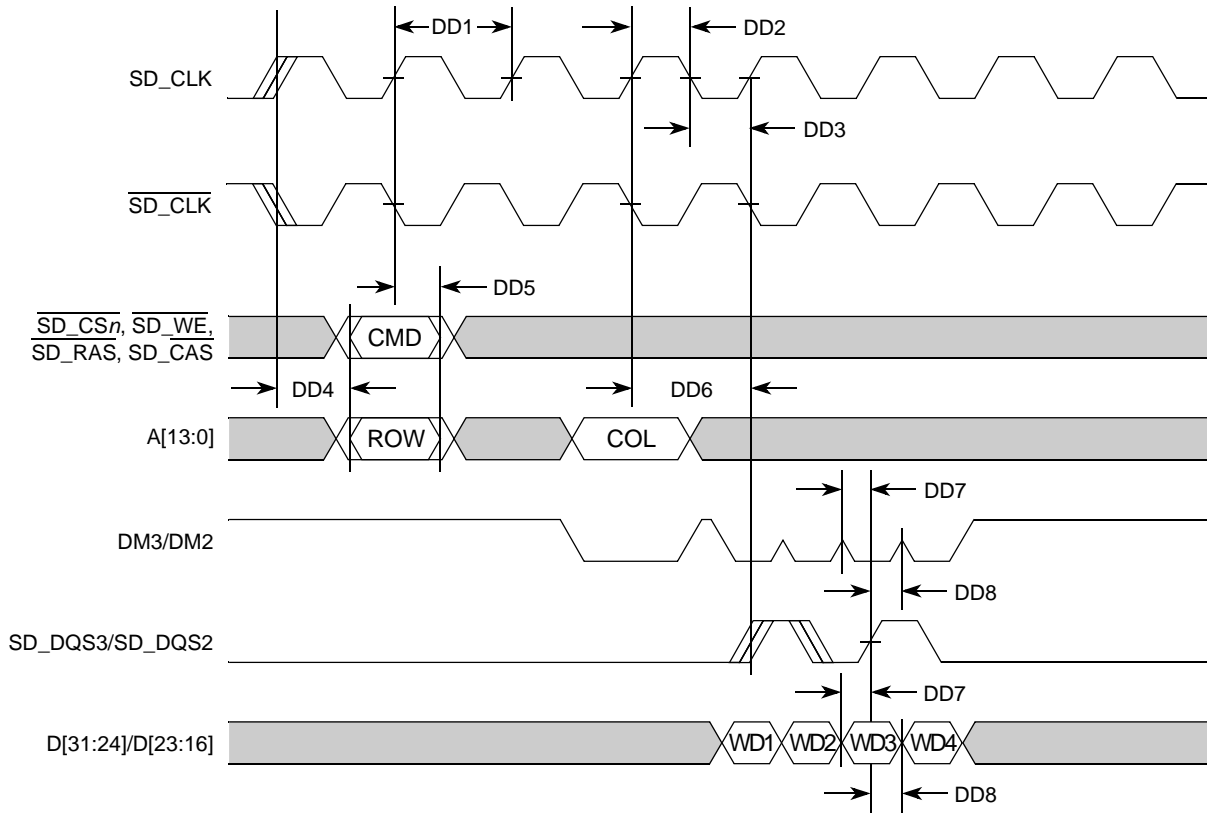 DD1
DD2
SD_CLK
DD3
SD_CLK
DD5
SD_CSn, SD_WE,
SD_RAS, SD_CAS
CMD
DD4
DD6
A[13:0]
ROW
COL
DD7
DM3/DM2
DD8
SD_DQS3/SD_DQS2
DD7
D[31:24]/D[23:16]
WD1
WD2
WD3
WD4
DD8